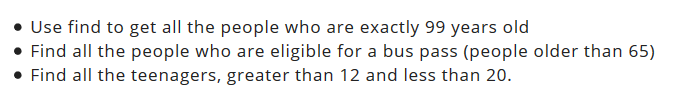 • Use find to get all the people who are exactly 99 years old
• Find all the people who are eligible for a bus pass (people older than 65)
• Find all the teenagers, greater than 12 and less than 20.